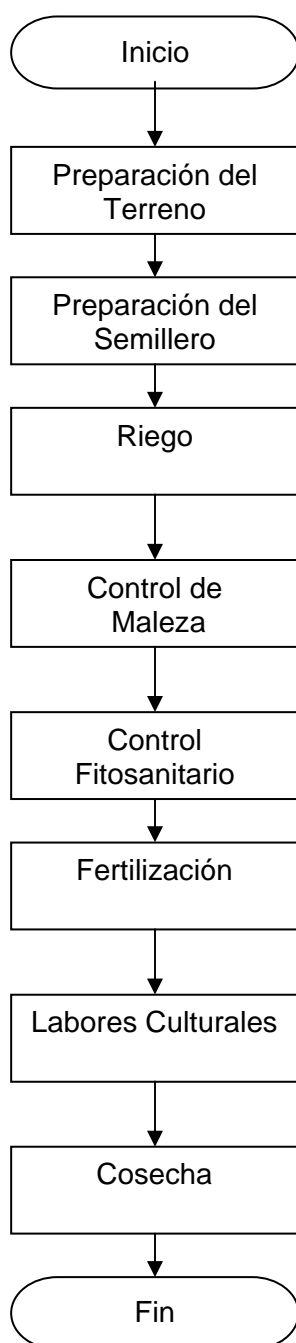 Inicio
Preparación del
Terreno
Preparación del
Semillero
Riego
Control de
Maleza
Control
Fitosanitario
Fertilización
Labores Culturales
Cosecha
Fin